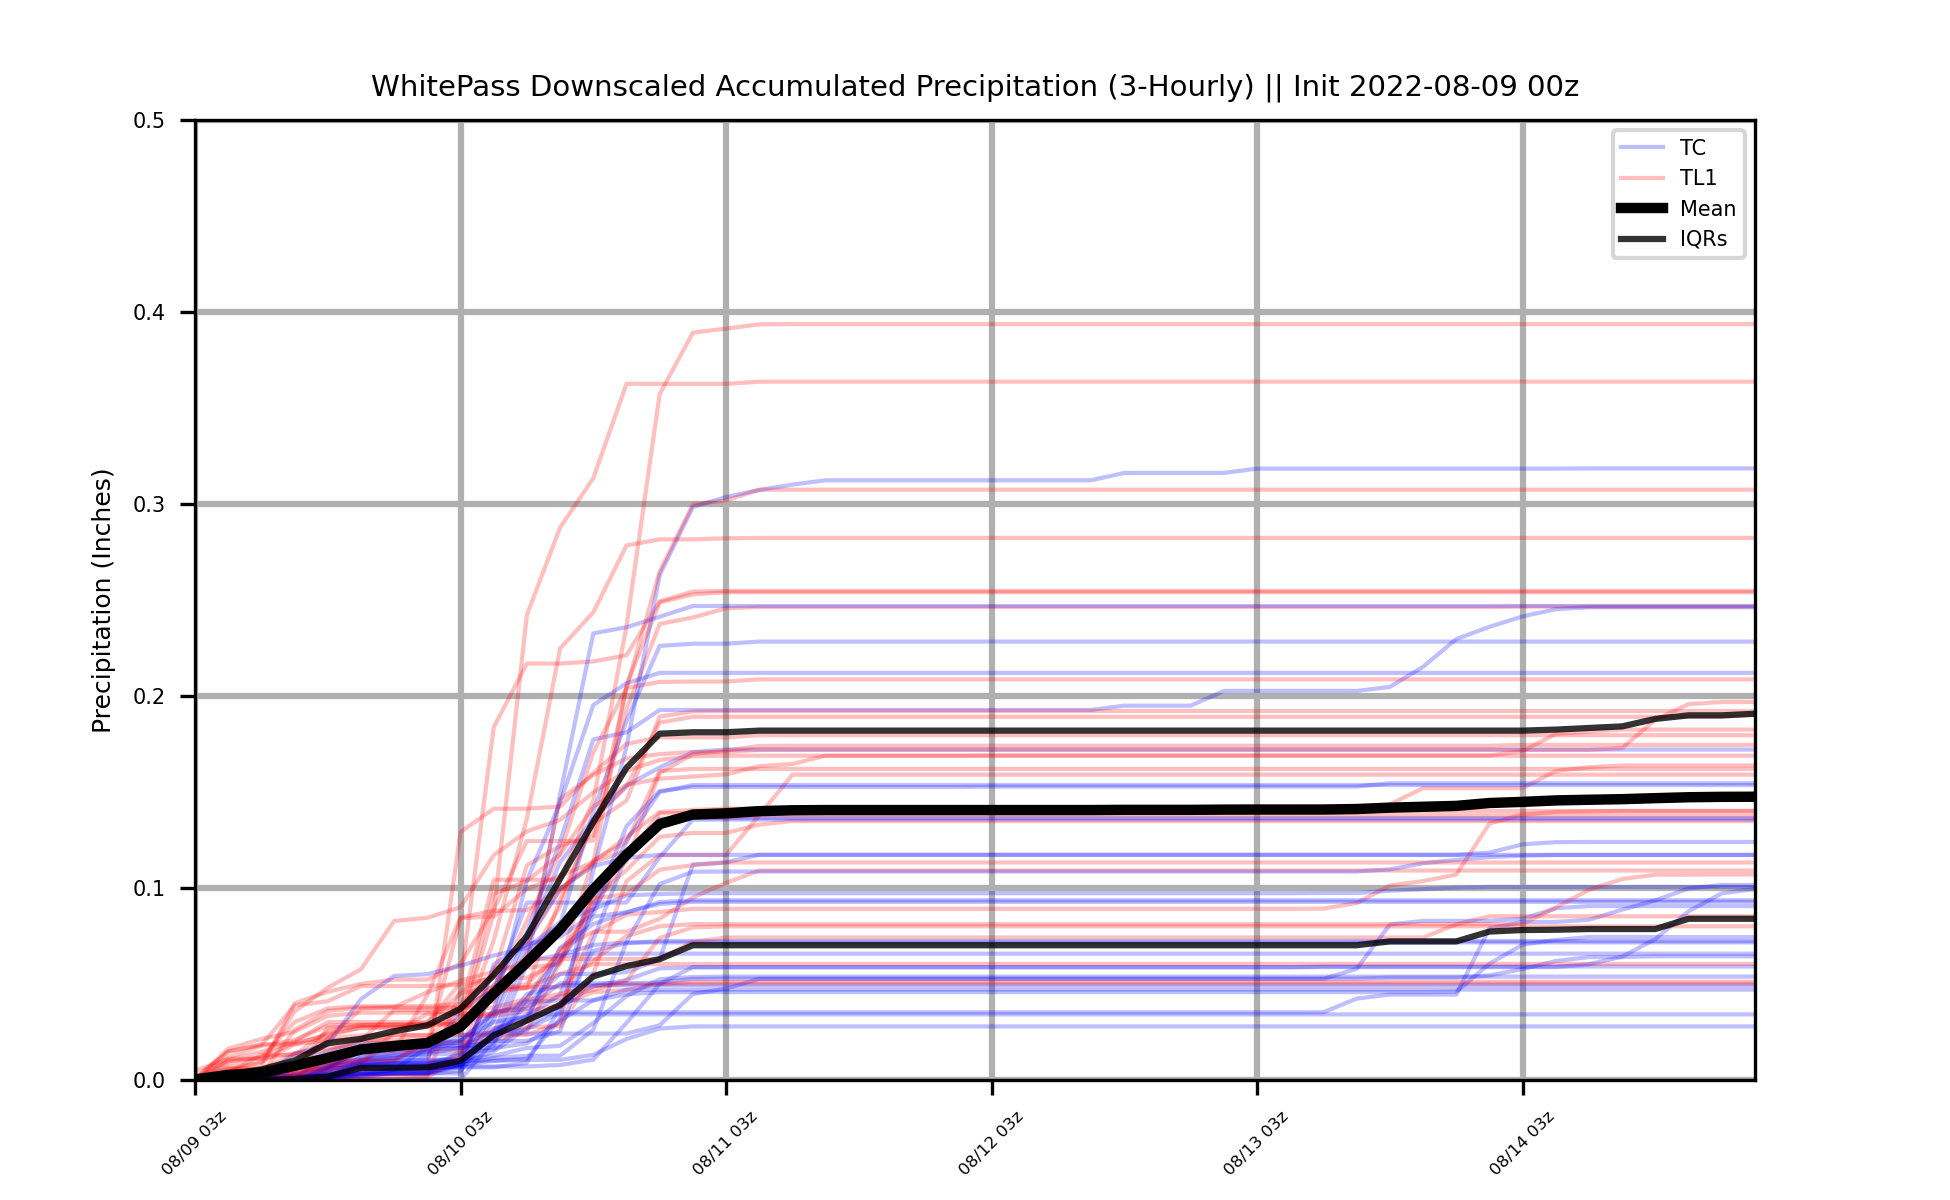 WhitePass Downscaled Accumulated Precipitation (3-Hourly) || Init 2022-08-09 00z
TC
TL1
Mean
IQRs
Precipitation (Inches)
0.5
0.4
0.3
0.2
0.1
0.0
08/09 03z
08/10 03z
08/11 03z
08/12 03z
08/13 03z
08/14 03z